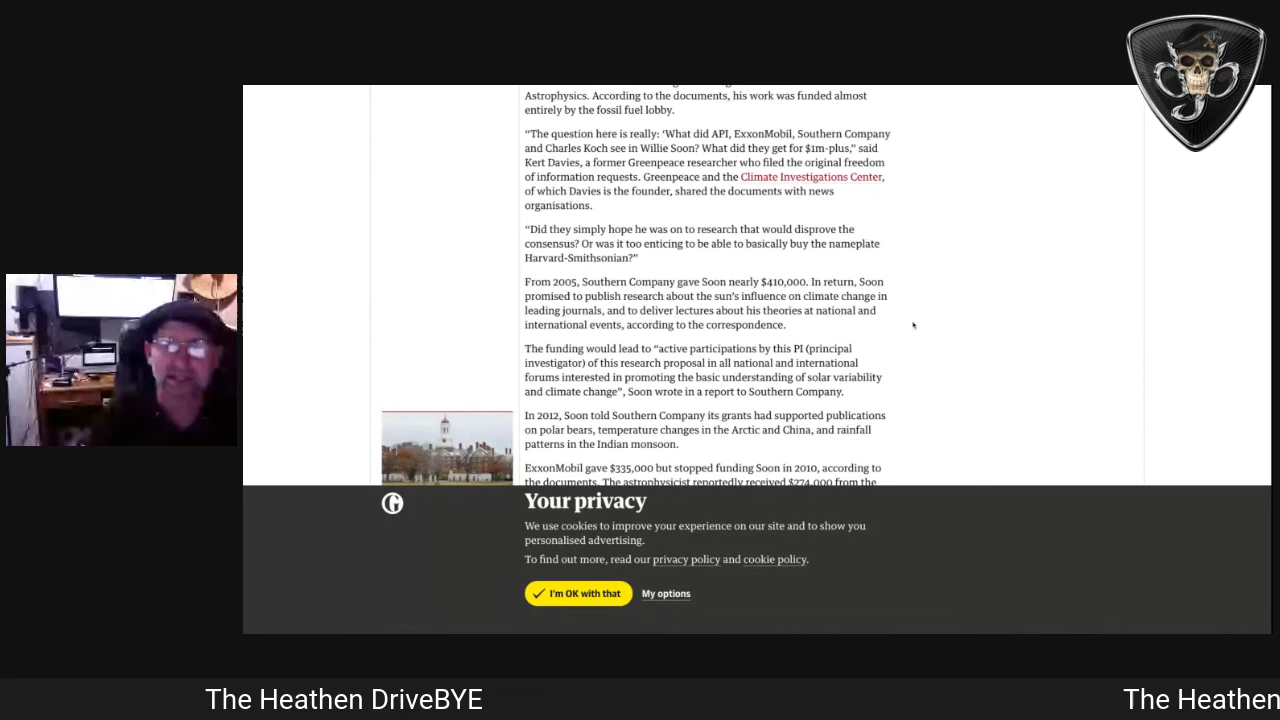 Astrophysics. According to the documents, his work was funded almost
entirely by the fossil fuel lobby.
“The question here is really: ‘What did API, ExxonMobil, Southern Company
and Charles Koch see in Willie Soon? What did they get for $1m-plus,” said
Kert Davies, a former Greenpeace researcher who filed the original freedom
of information requests. Greenpeace and the Climate Investigations Center,
of which Davies is the founder, shared the documents with news
organisations.
“Did they simply hope he was on to research that would disprove the
consensus? Or was it too enticing to be able to basically buy the nameplate
Harvard-Smithsonian?”
From 2005, Southern Company gave Soon nearly $410,000. In return, Soon
promised to publish research about the sun’s influence on climate change in
leading journals, and to deliver lectures about his theories at national and
international events, according to the correspondence.
The funding would lead to “active participations by this PI (principal
investigator) of this research proposal in all national and international
forums interested in promoting the basic understanding of solar variability
and climate change”, Soon wrote in a report to Southern Company.
In 2012, Soon told Southern Company its grants had supported publications
on polar bears, temperature changes in the Arctic and China, and rainfall
patterns in the Indian monsoon.
ExxonMobil gave $335,000 but stopped funding Soon in 2010, according to
the documents. The astrophysicist reportedly received $274,000 from the
Your privacy
We use cookies to improve your experience on our site and to show you
personalised advertising.
To find out more, read our privacy policy and cookie policy.
I'm OK with that My options
The Heathen DriveBYE The Heathen